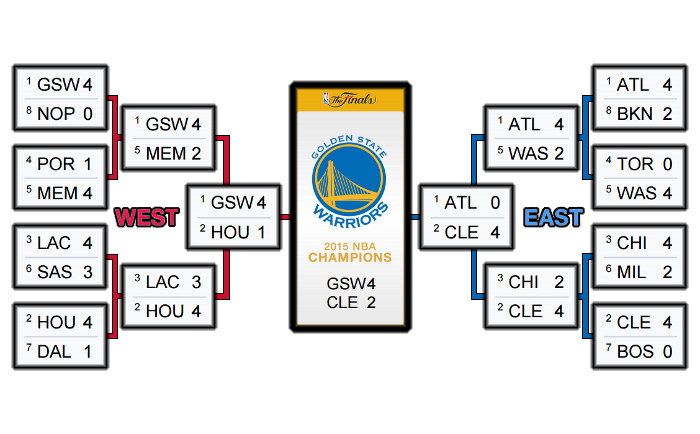 1 GSW 4
8 NOP 0
4 POR 1
5 MEM 4
3 LAC 4
6 SAS 3
2 HOU 4
7 DAL 1
1 GSW 4
5 MEM 2
3 LAC 3
2 HOU 4
WEST
1 GSW 4
2 HOU 1
The Finals
GOLDEN STATE
WARRIORS
2015 NBA
CHAMPIONS
GSW4
CLE 2
1 ATL 0
2 CLE 4
EAST
1 ATL 4
5 WAS 2
3 CHI 2
2 CLE 4
1 ATL 4
8 BKN 2
4 TOR 0
5 WAS 4
3 CHI 4
6 MIL 2
2 CLE 4
7 BOS 0